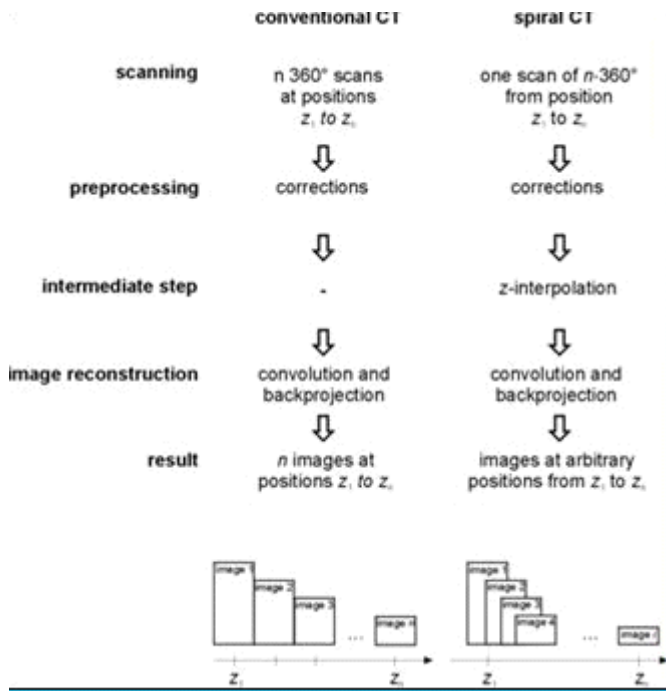 conventional CT spiral CT
scanning n 360° scans one scan of n-360°
at positions from position
z₁ to zₙ z₁ to zₙ
preprocessing corrections corrections
intermediate step - z-interpolation
image reconstruction convolution and convolution and
backprojection backprojection
result n images at images at arbitrary
positions z₁ to zₙ positions from z₁ to zₙ
image 1 image 1
image 2 image 2
image 3 image 3
image 4
... image n ... image i
z₁ zₙ z₁ zₙ